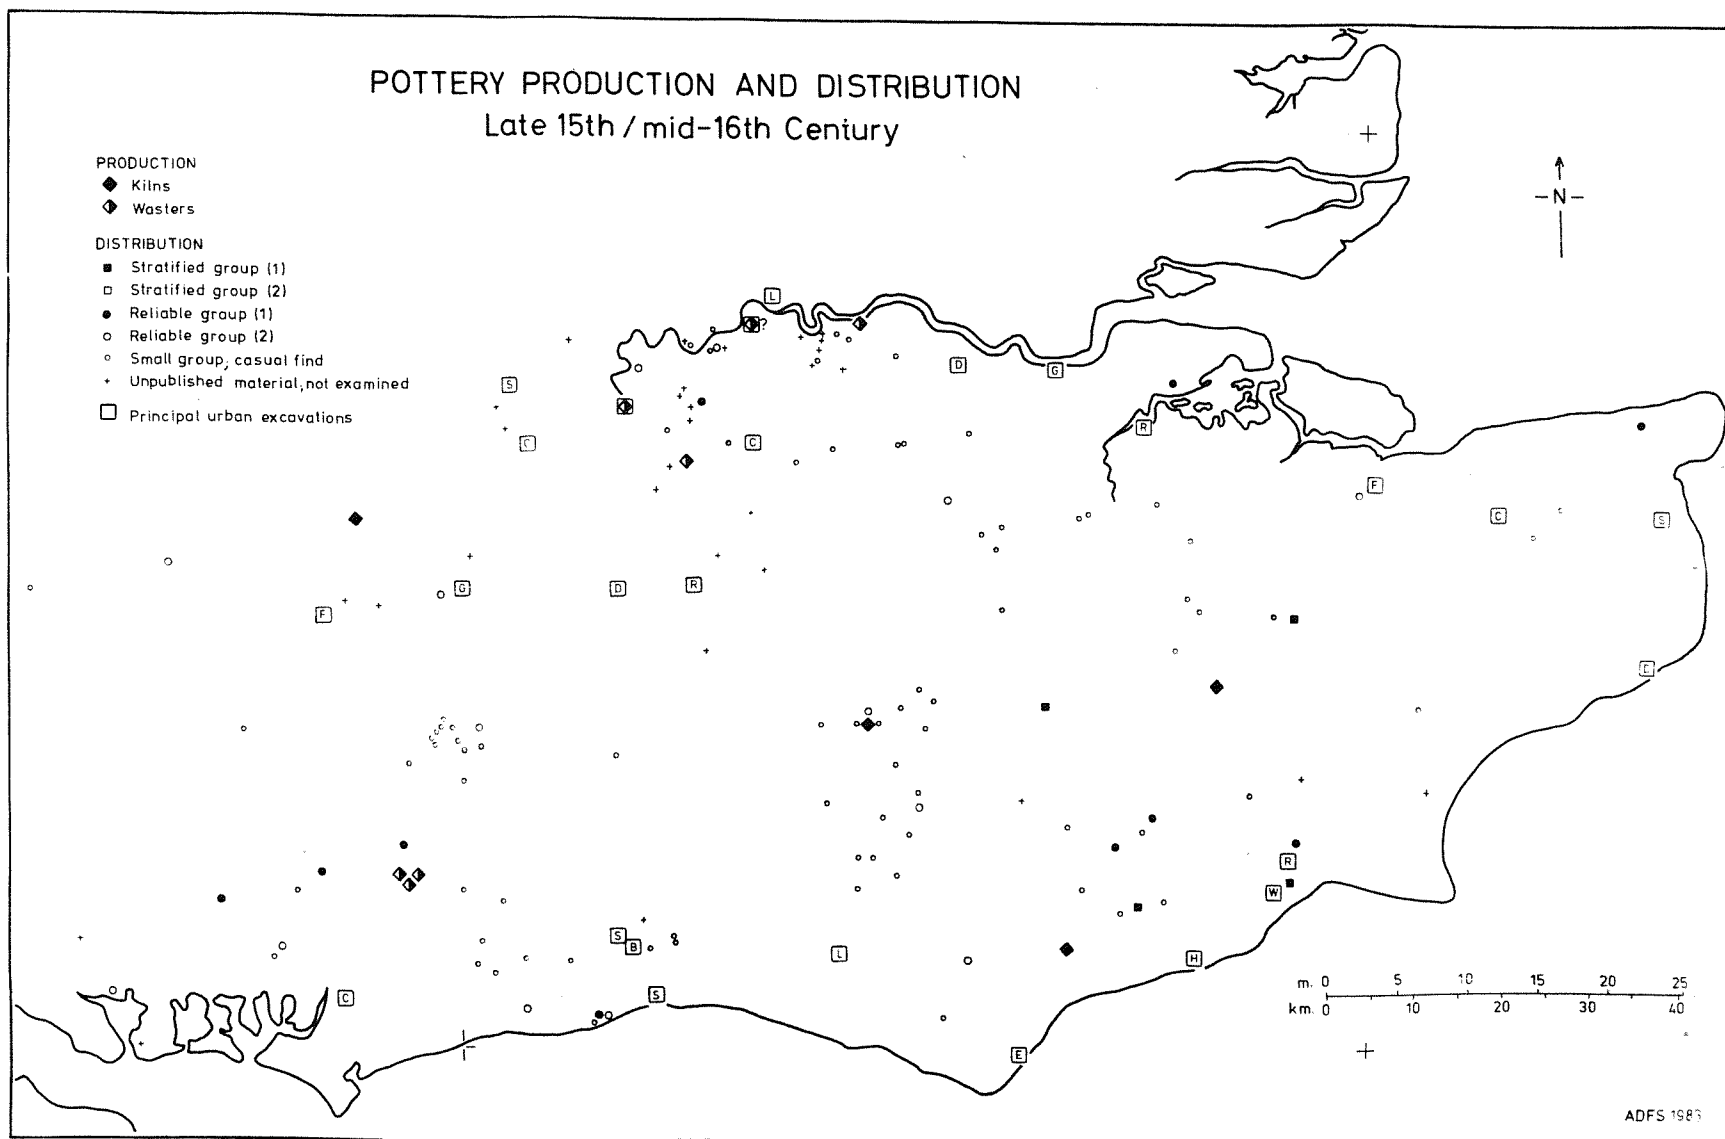 POTTERY PRODUCTION AND DISTRIBUTION
Late 15th / mid-16th Century
PRODUCTION
Kilns
Wasters
DISTRIBUTION
Stratified group (1)
Stratified group (2)
Reliable group (1)
Reliable group (2)
Small group; casual find
Unpublished material; not examined
Principal urban excavations
-N-
L
?
S
D
G
C
C
R
F
C
S
G
D
R
F
R
W
S
B
L
H
C
S
E
m. 0 5 10 15 20 25
km. 0 10 20 30 40